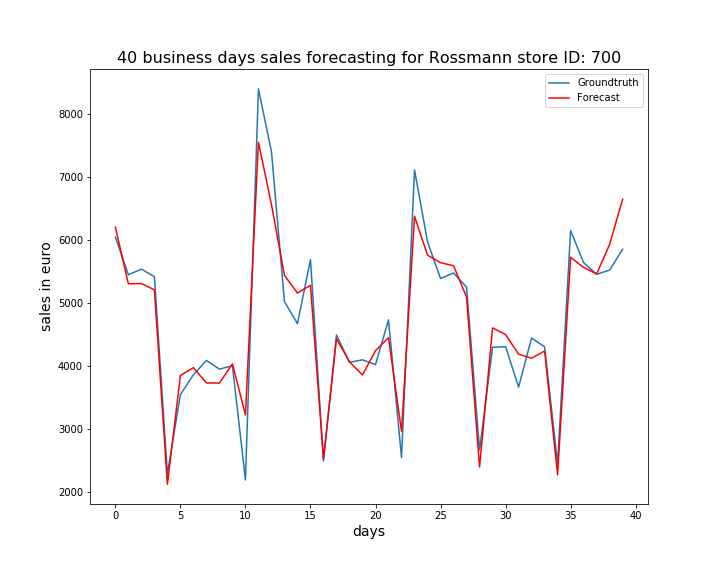 40 business days sales forecasting for Rossmann store ID: 700
Groundtruth
Forecast
8000
7000
6000
5000
4000
3000
2000
sales in euro
0 5 10 15 20 25 30 35 40
days